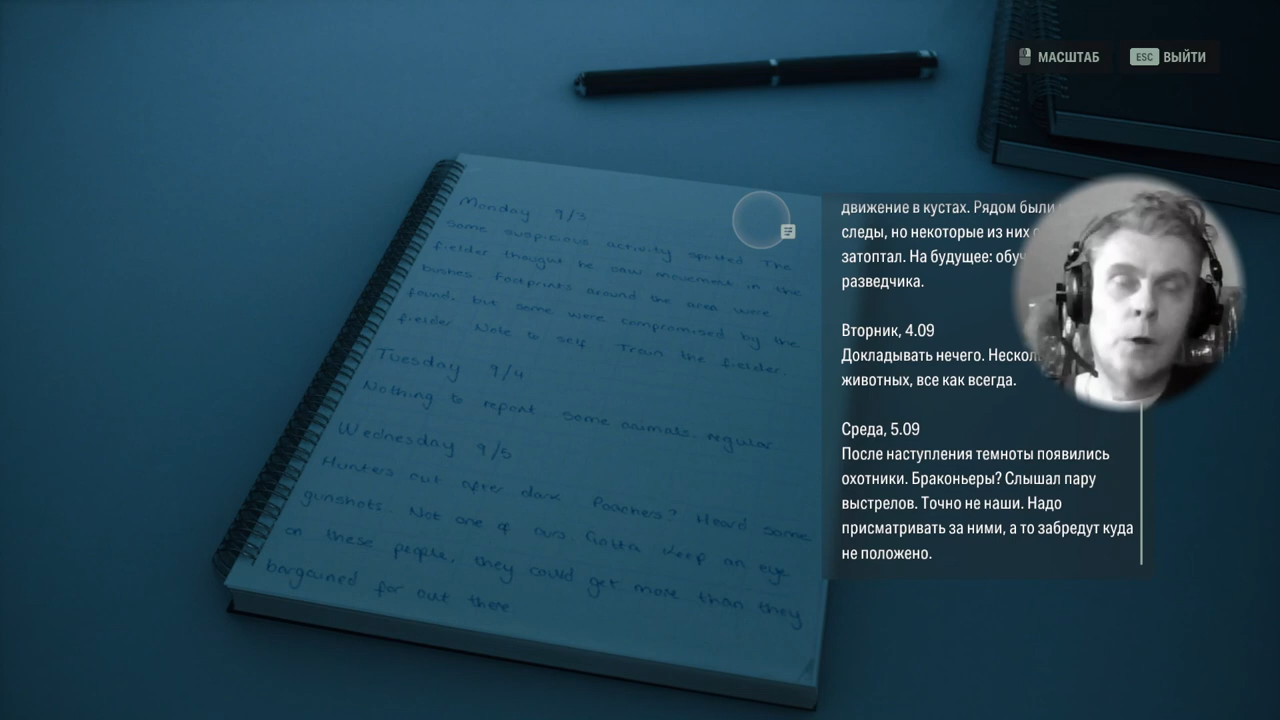 МАСШТАБ
ESC ВЫЙТИ
Monday 9/3
Some suspicious activity spotted. The
fielder thought he saw movement in the
bushes. Footprints around the area were
found, but some were compromised by the
fielder. Note to self: Train the fielder.
Tuesday 9/4
Nothing to report. Some animals. regular
Wednesday 9/5
Hunters out after dark. Poachers? Heard some
gunshots. Not one of ours. Gotta keep an eye
on these people, they could get more than they
bargained for out there
движение в кустах. Рядом были
следы, но некоторые из них
затоптал. На будущее:
разведчика.
Вторник, 4.09
Докладывать нечего.
животных, все как всегда.
Среда, 5.09
После наступления темноты появились
охотники. Браконьеры? Слышал пару
выстрелов. Точно не наши. Надо
присматривать за ними, а то забредут куда
не положено.